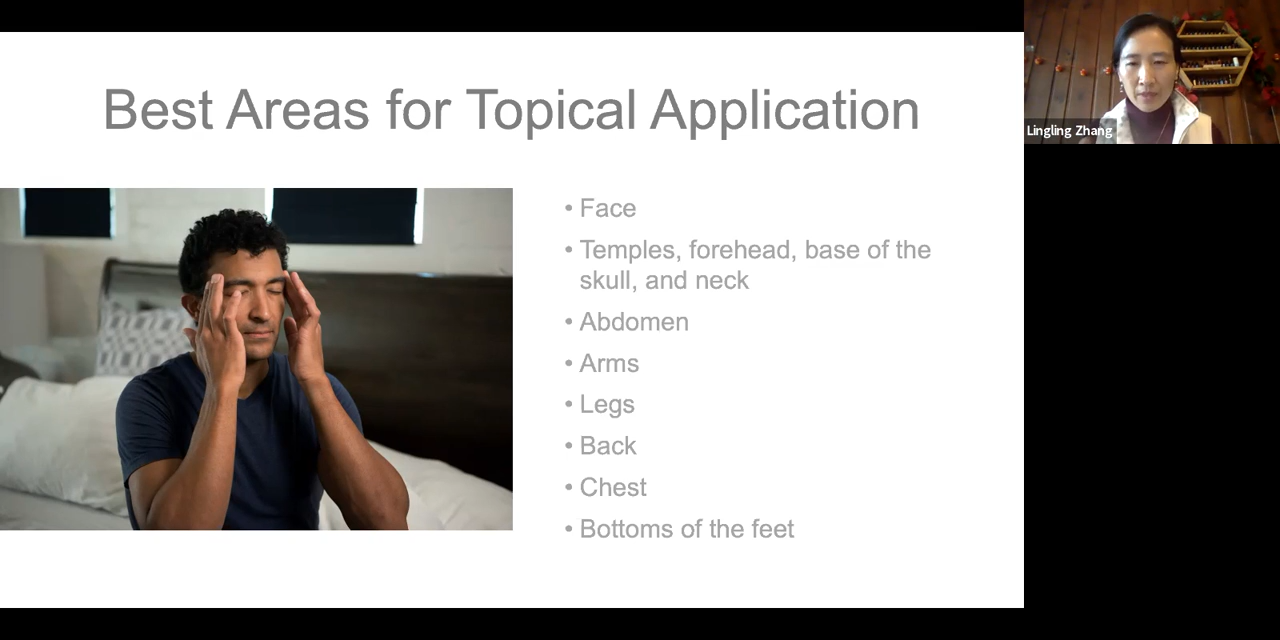 Best Areas for Topical Application
• Face
• Temples, forehead, base of the
skull, and neck
• Abdomen
• Arms
• Legs
• Back
• Chest
• Bottoms of the feet
Lingling Zhang